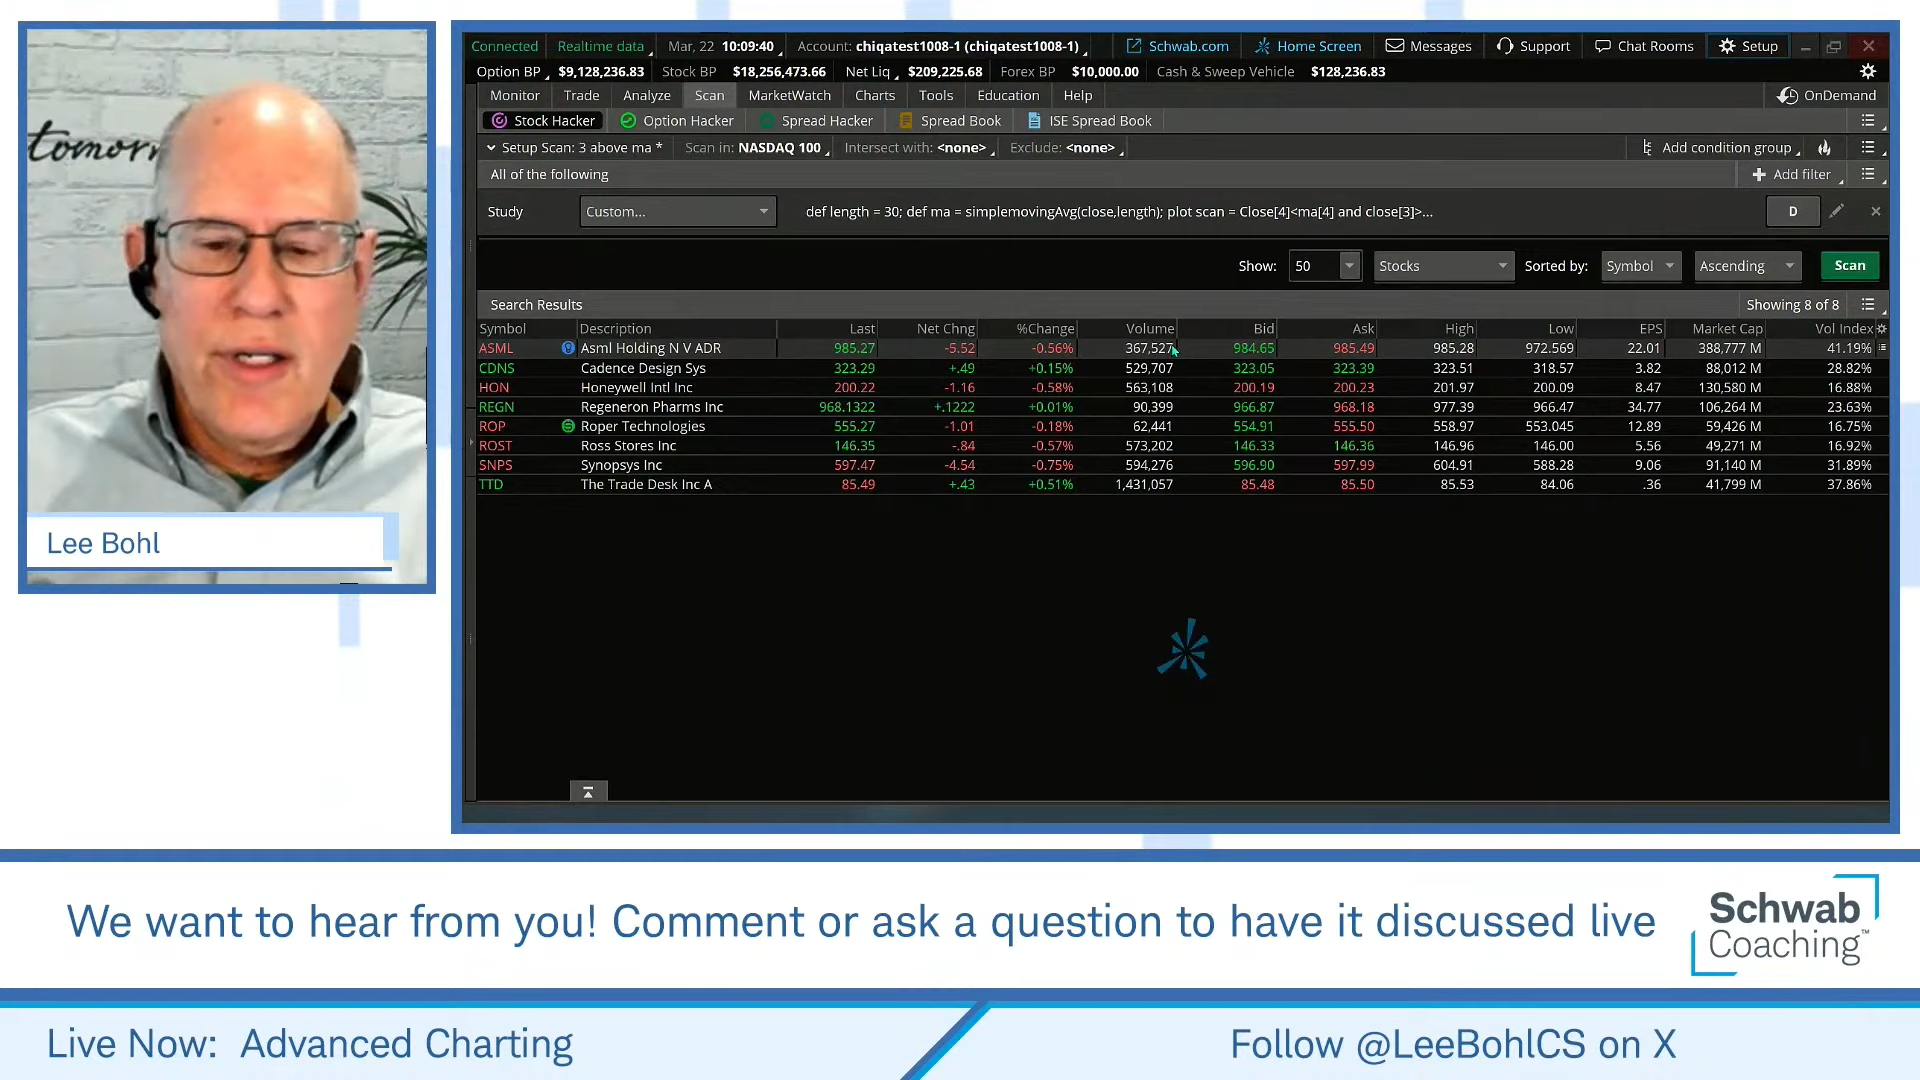 tomorr
Lee Bohl
Connected Realtime data Mar, 22 10:09:40 Account: chiqatest1008-1 (chiqatest1008-1) Schwab.com Home Screen Messages Support Chat Rooms Setup
Option BP $9,128,236.83 Stock BP $18,256,473.66 Net Liq $209,225.68 Forex BP $10,000.00 Cash & Sweep Vehicle $128,236.83
Monitor Trade Analyze Scan MarketWatch Charts Tools Education Help OnDemand
Stock Hacker Option Hacker Spread Hacker Spread Book ISE Spread Book
Setup Scan: 3 above ma * Scan in: NASDAQ 100 Intersect with: <none> Exclude: <none> Add condition group
All of the following Add filter
Study Custom... def length = 30; def ma = simplemovingAvg(close,length); plot scan = Close[4]<ma[4] and close[3]>... D
Show: 50 Stocks Sorted by: Symbol Ascending Scan
Search Results Showing 8 of 8
Symbol Description Last Net Chng %Change Volume Bid Ask High Low EPS Market Cap Vol Index
ASML Asml Holding N V ADR 985.27 -5.52 -0.56% 367,527 984.65 985.49 985.28 972.569 22.01 388,777 M 41.19%
CDNS Cadence Design Sys 323.29 +.49 +0.15% 529,707 323.05 323.39 323.51 318.57 3.82 88,012 M 28.82%
HON Honeywell Intl Inc 200.22 -1.16 -0.58% 563,108 200.19 200.23 201.97 200.09 8.47 130,580 M 16.88%
REGN Regeneron Pharms Inc 968.1322 +.1222 +0.01% 90,399 966.87 968.18 977.39 966.47 34.77 106,264 M 23.63%
ROP Roper Technologies 555.27 -1.01 -0.18% 62,441 554.91 555.50 558.97 553.045 12.89 59,426 M 16.75%
ROST Ross Stores Inc 146.35 -.84 -0.57% 573,202 146.33 146.36 146.96 146.00 5.56 49,271 M 16.92%
SNPS Synopsys Inc 597.47 -4.54 -0.75% 594,276 596.90 597.99 604.91 588.28 9.06 91,140 M 31.89%
TTD The Trade Desk Inc A 85.49 +.43 +0.51% 1,431,057 85.48 85.50 85.53 84.06 .36 41,799 M 37.86%
We want to hear from you! Comment or ask a question to have it discussed live
Schwab
Coaching™
Live Now: Advanced Charting
Follow @LeeBohlCS on X